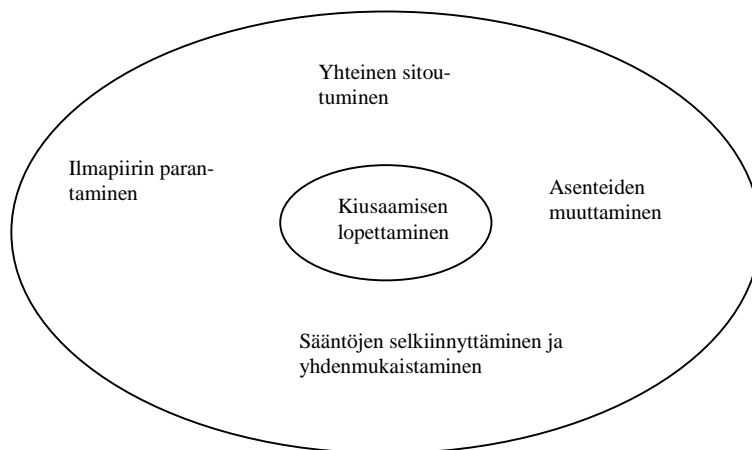 Yhteinen sitou-
tuminen
Ilmapiirin paran-
taminen
Asenteiden
muuttaminen
Kiusaamisen
lopettaminen
Sääntöjen selkiinnyttäminen ja
yhdenmukaistaminen